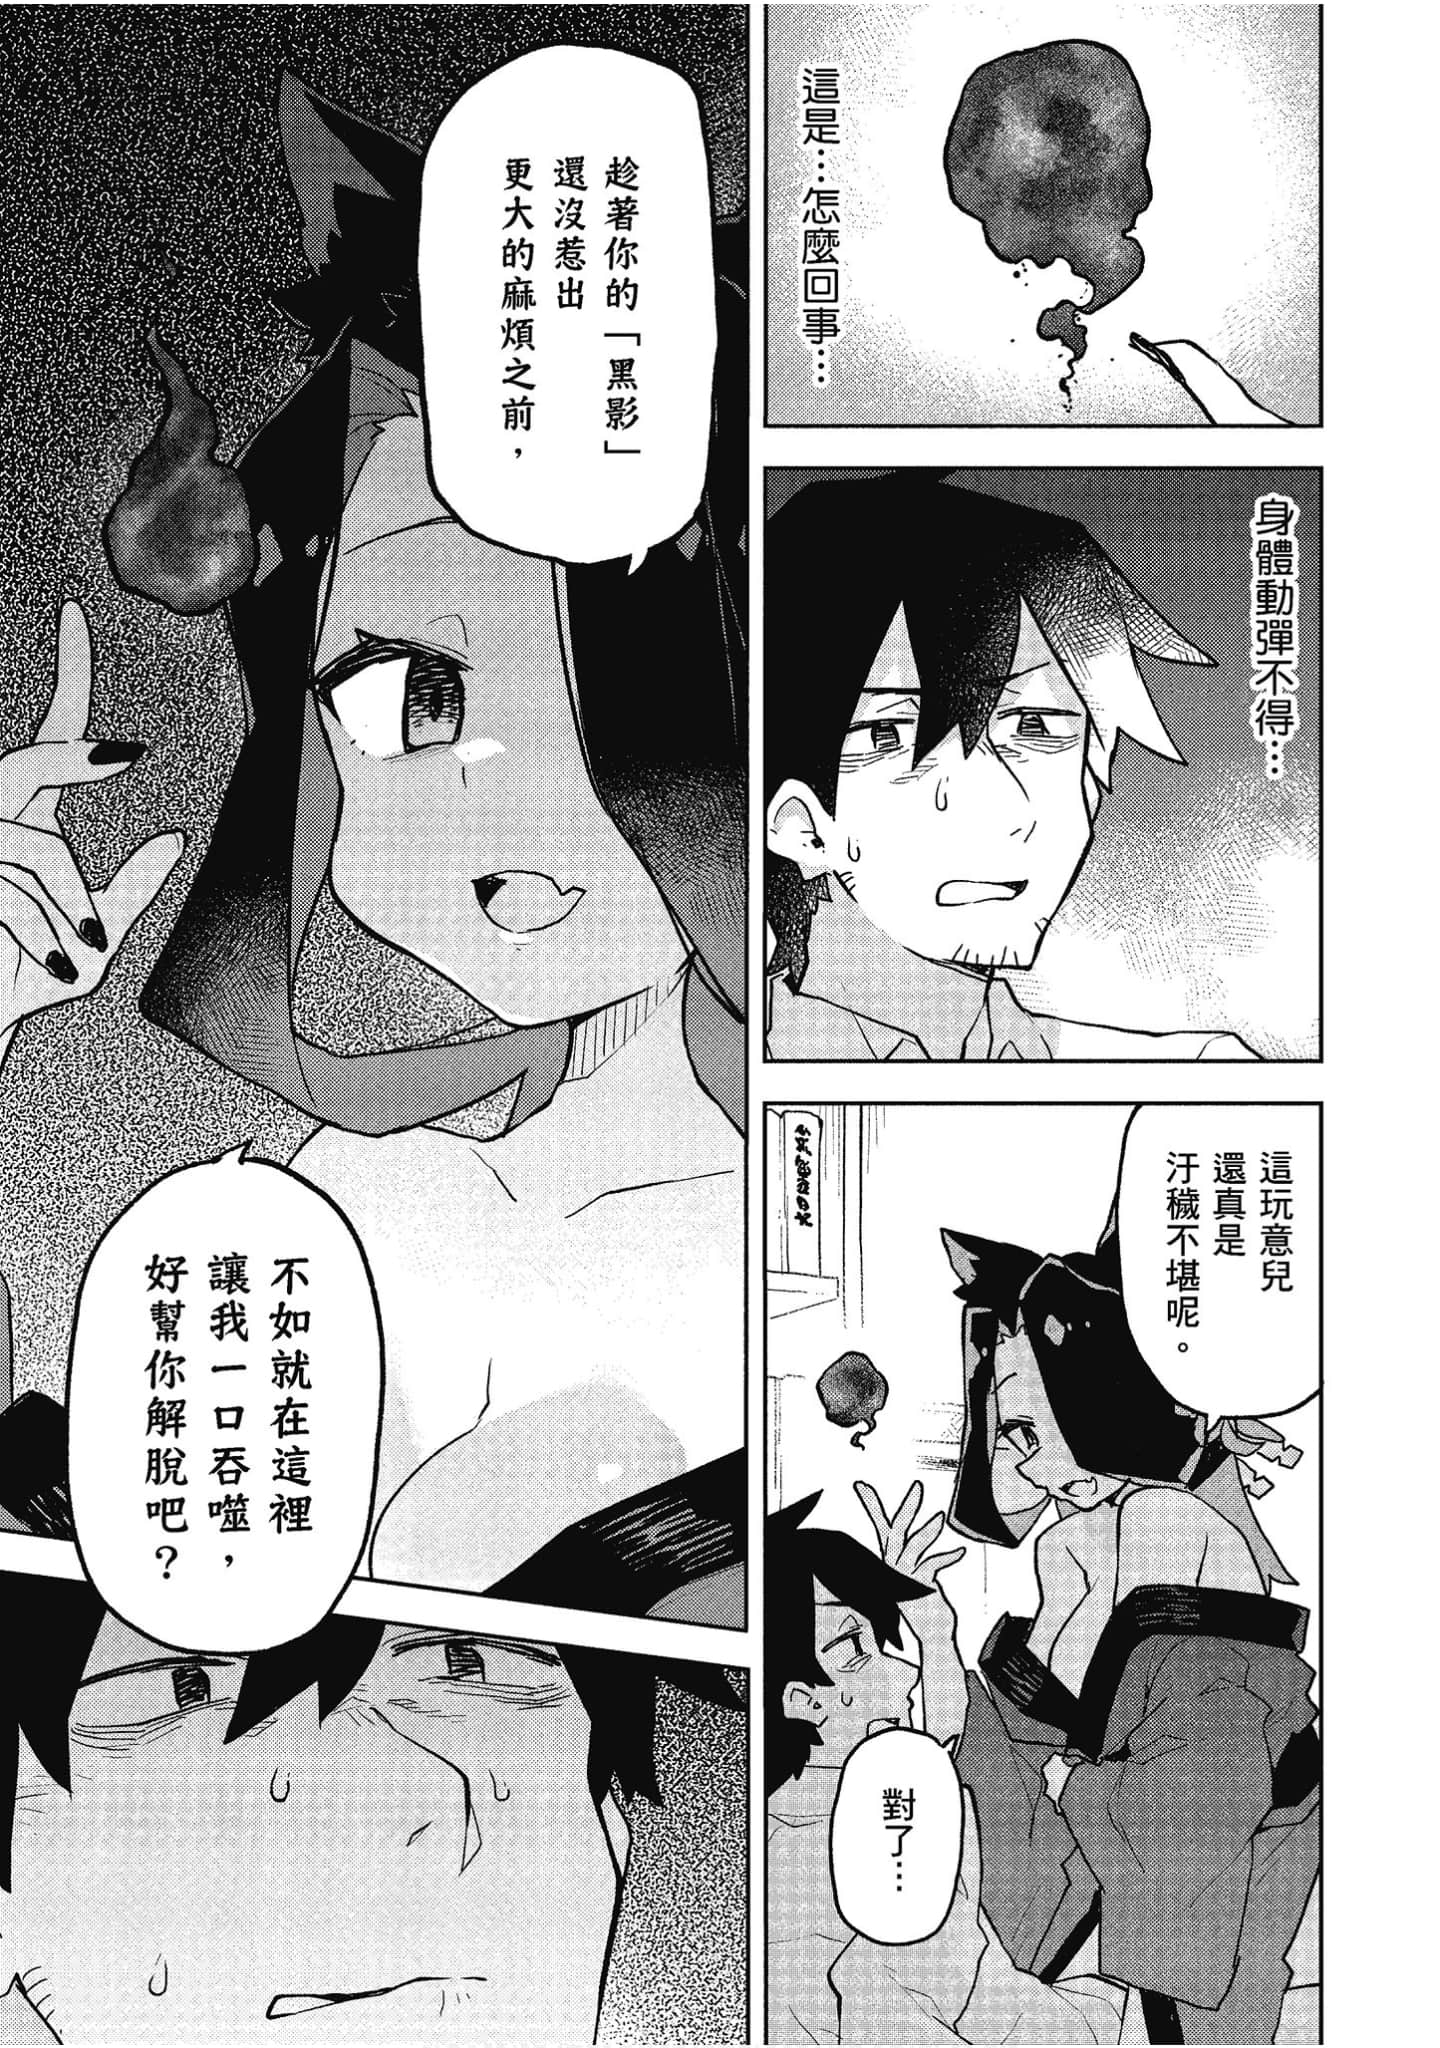 這是…怎麼回事…
身體動彈不得…
這玩意兒
還真是
汙穢不堪呢。
對了…
趁著你的「黑影」
還沒惹出
更大的麻煩之前，
不如就在這裡
讓我一口吞噬，
好幫你解脫吧？